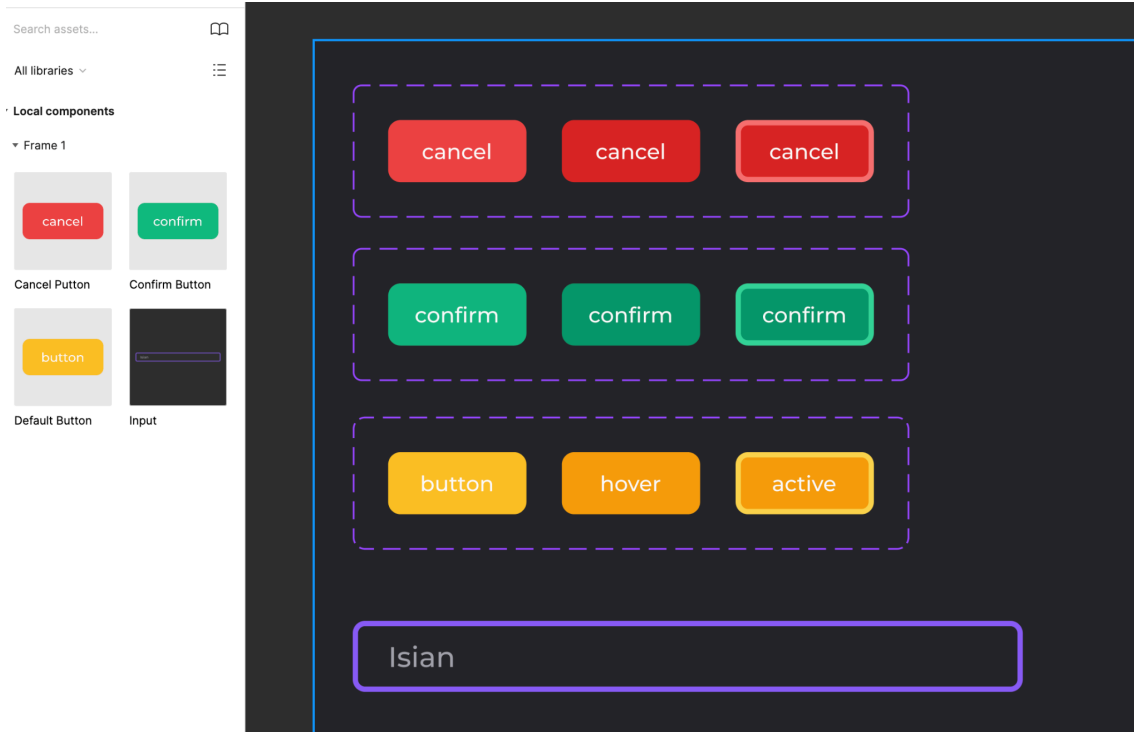 Search assets...
All libraries
Local components
Frame 1
cancel
confirm
Cancel Putton
Confirm Button
button
Default Button
Input
cancel cancel cancel
confirm confirm confirm
button hover active
Isian